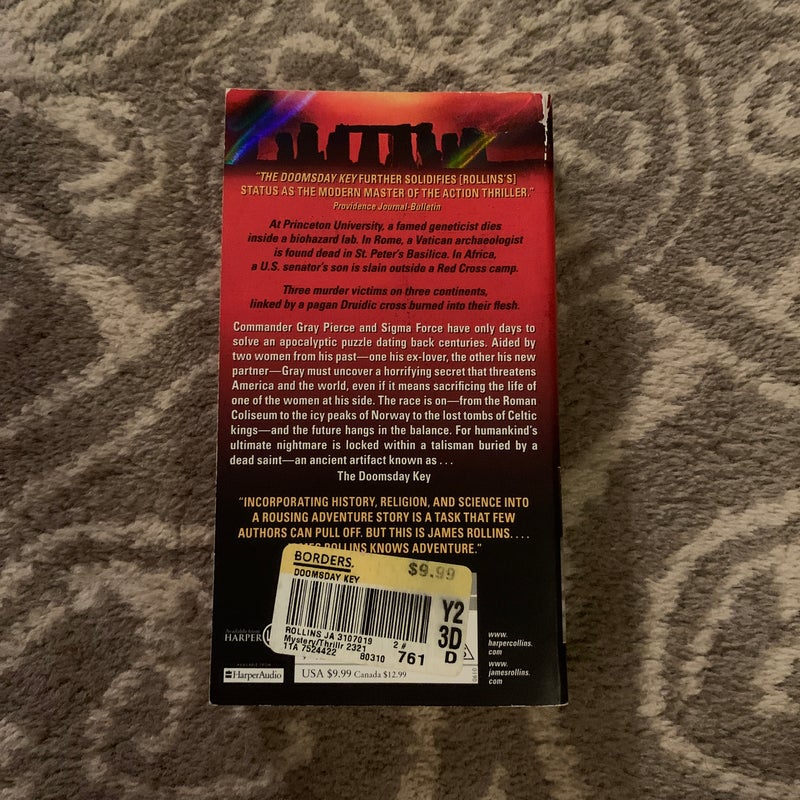 "THE DOOMSDAY KEY FURTHER SOLIDIFIES [ROLLINS'S]
STATUS AS THE MODERN MASTER OF THE ACTION THRILLER."
Providence Journal-Bulletin
At Princeton University, a famed geneticist dies
inside a biohazard lab. In Rome, a Vatican archaeologist
is found dead in St. Peter's Basilica. In Africa,
a U.S. senator's son is slain outside a Red Cross camp.
Three murder victims on three continents,
linked by a pagan Druidic cross burned into their flesh.
Commander Gray Pierce and Sigma Force have only days to
solve an apocalyptic puzzle dating back centuries. Aided by
two women from his past—one his ex-lover, the other his new
partner—Gray must uncover a horrifying secret that threatens
America and the world, even if it means sacrificing the life of
one of the women at his side. The race is on—from the Roman
Coliseum to the icy peaks of Norway to the lost tombs of Celtic
kings—and the future hangs in the balance. For humankind's
ultimate nightmare is locked within a talisman buried by a
dead saint—an ancient artifact known as . . .
The Doomsday Key
"INCORPORATING HISTORY, RELIGION, AND SCIENCE INTO
A ROUSING ADVENTURE STORY IS A TASK THAT FEW
AUTHORS CAN PULL OFF. BUT THIS IS JAMES ROLLINS. . . .
ROLLINS KNOWS ADVENTURE."
BORDERS.
$9.99
DOOMSDAY KEY
Y2
3D
D
ROLLINS JA 3107019
2 #
Mystery/Thrillr 2321
761
1TA 7524422
80310
HARPER
HarperAudio
USA $9.99 Canada $12.99
www.
harpercollins.
com
www.
jamesrollins.
com